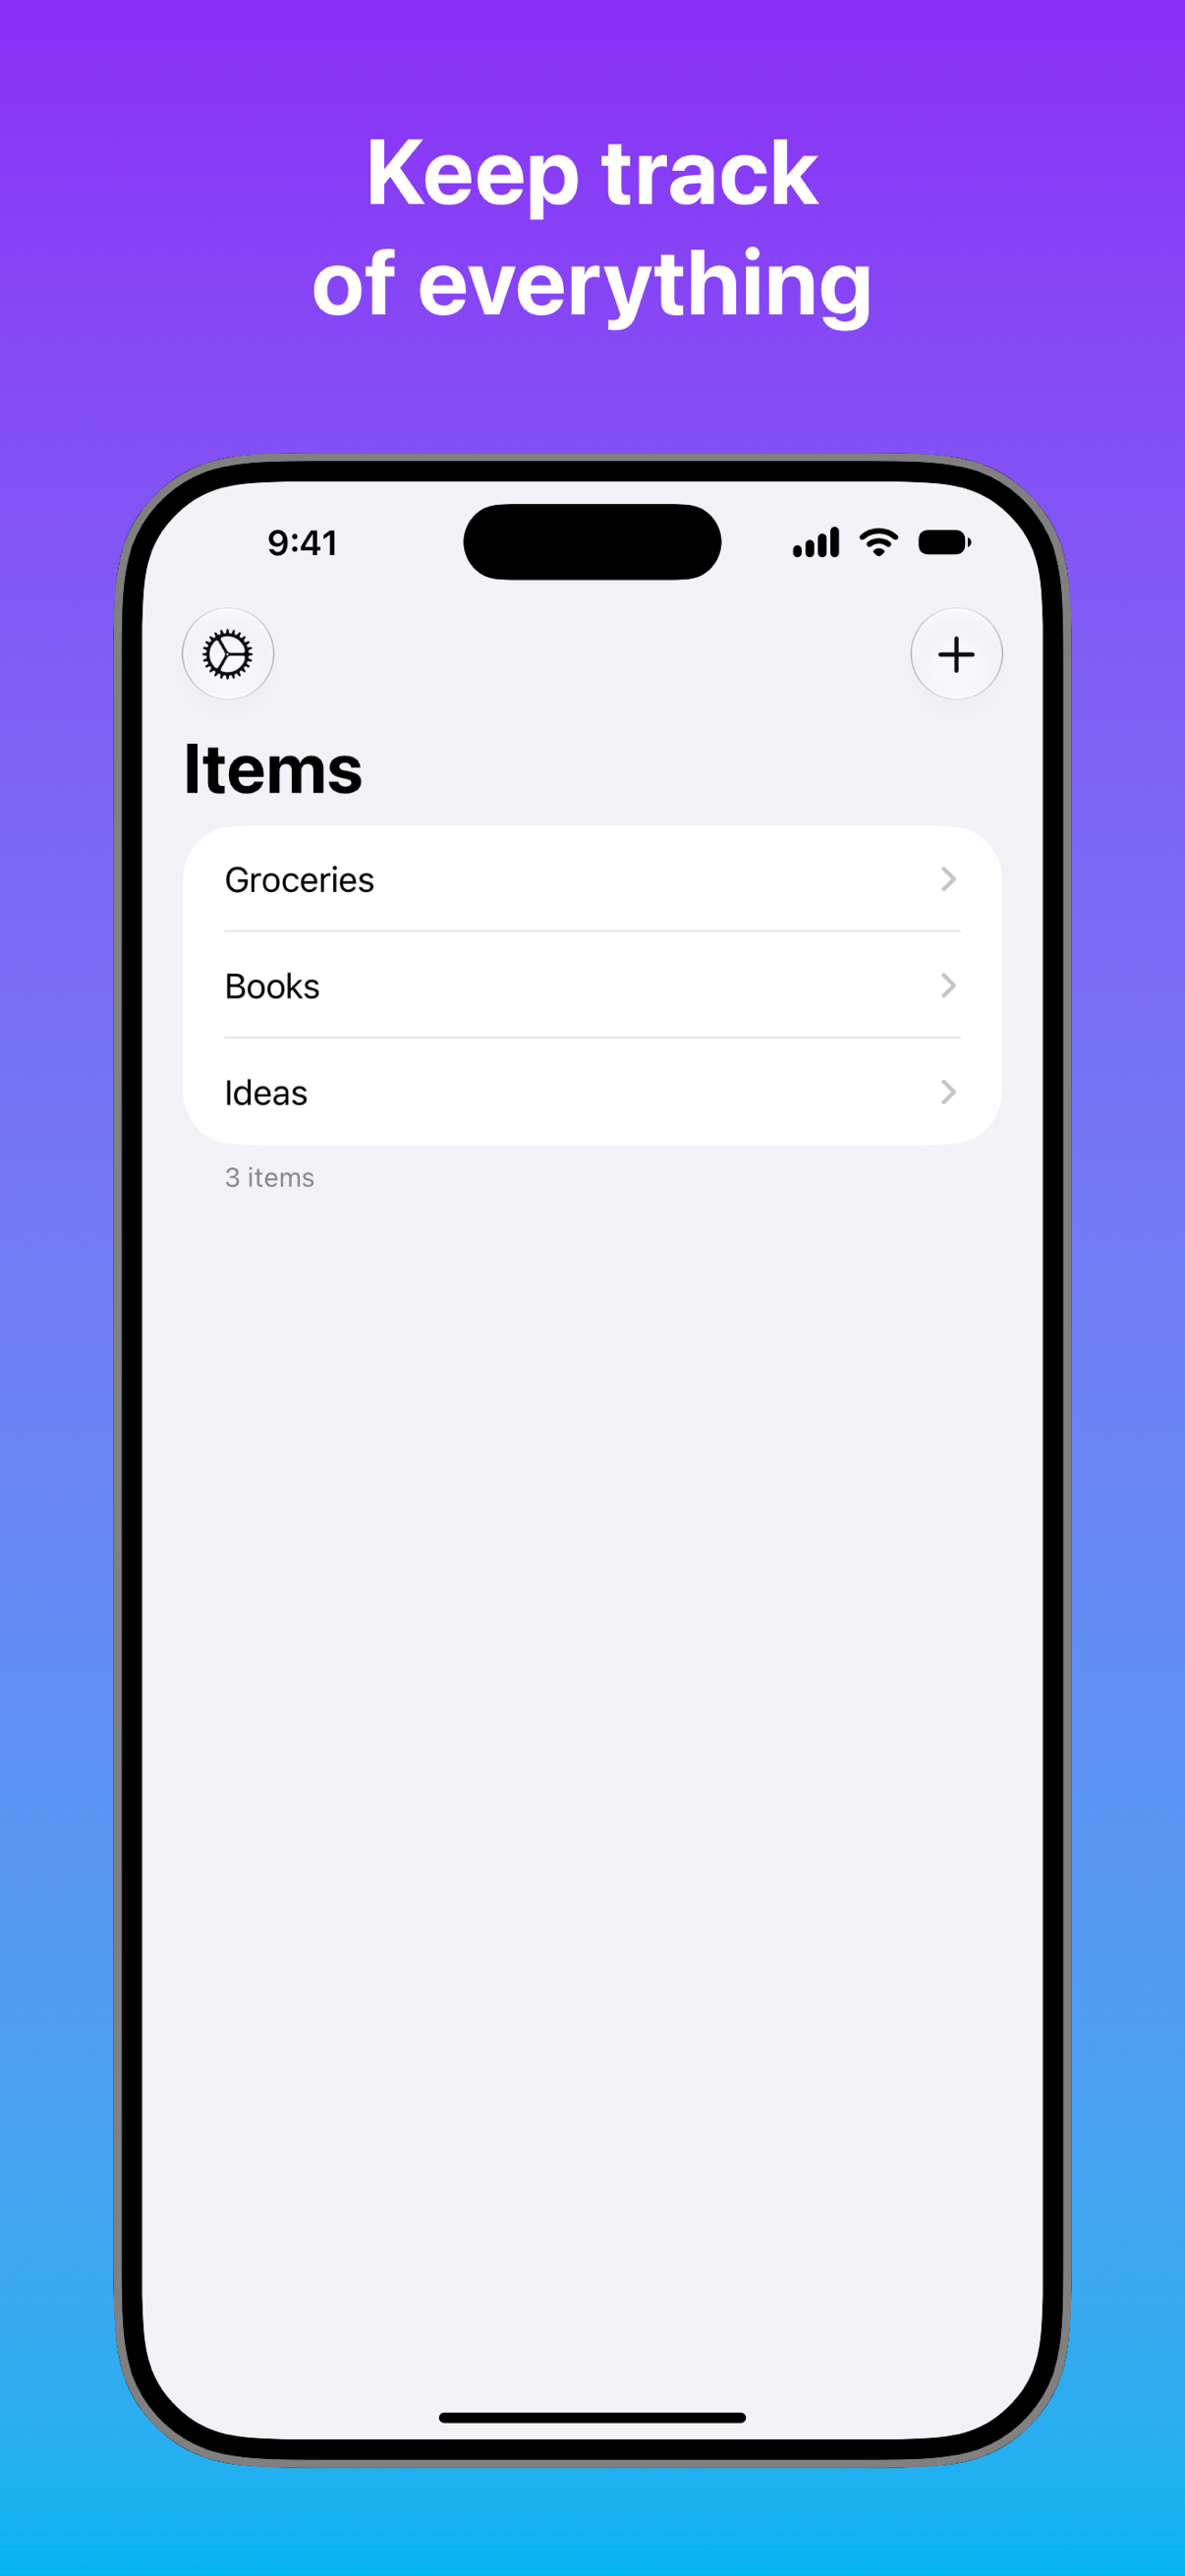 Keep track
of everything
9:41
Items
Groceries
Books
Ideas
3 items